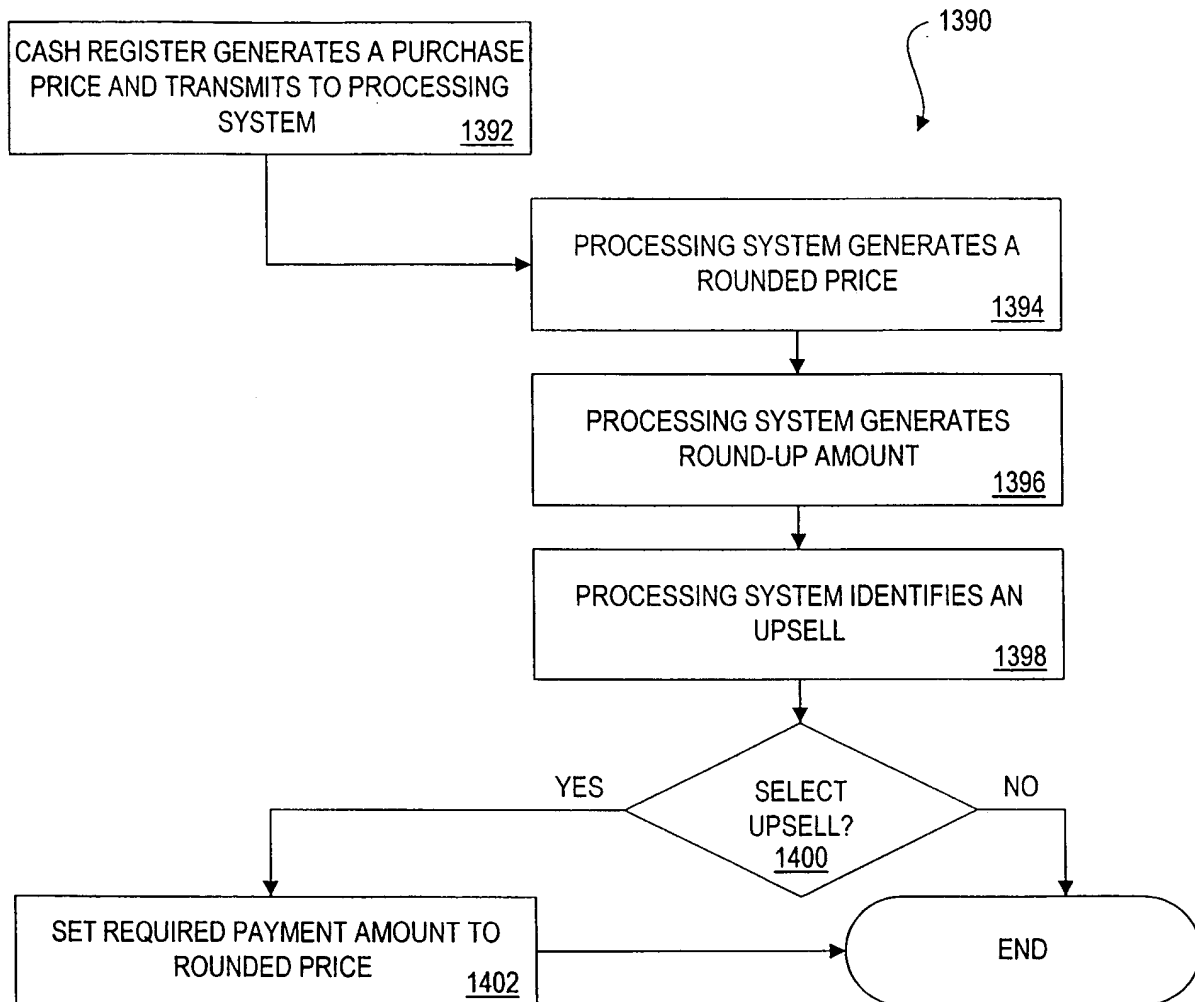 1390
CASH REGISTER GENERATES A PURCHASE
PRICE AND TRANSMITS TO PROCESSING
SYSTEM
1392
PROCESSING SYSTEM GENERATES A
ROUNDED PRICE
1394
PROCESSING SYSTEM GENERATES
ROUND-UP AMOUNT
1396
PROCESSING SYSTEM IDENTIFIES AN
UPSELL
1398
YES
NO
SELECT
UPSELL?
1400
SET REQUIRED PAYMENT AMOUNT TO
ROUNDED PRICE
1402
END